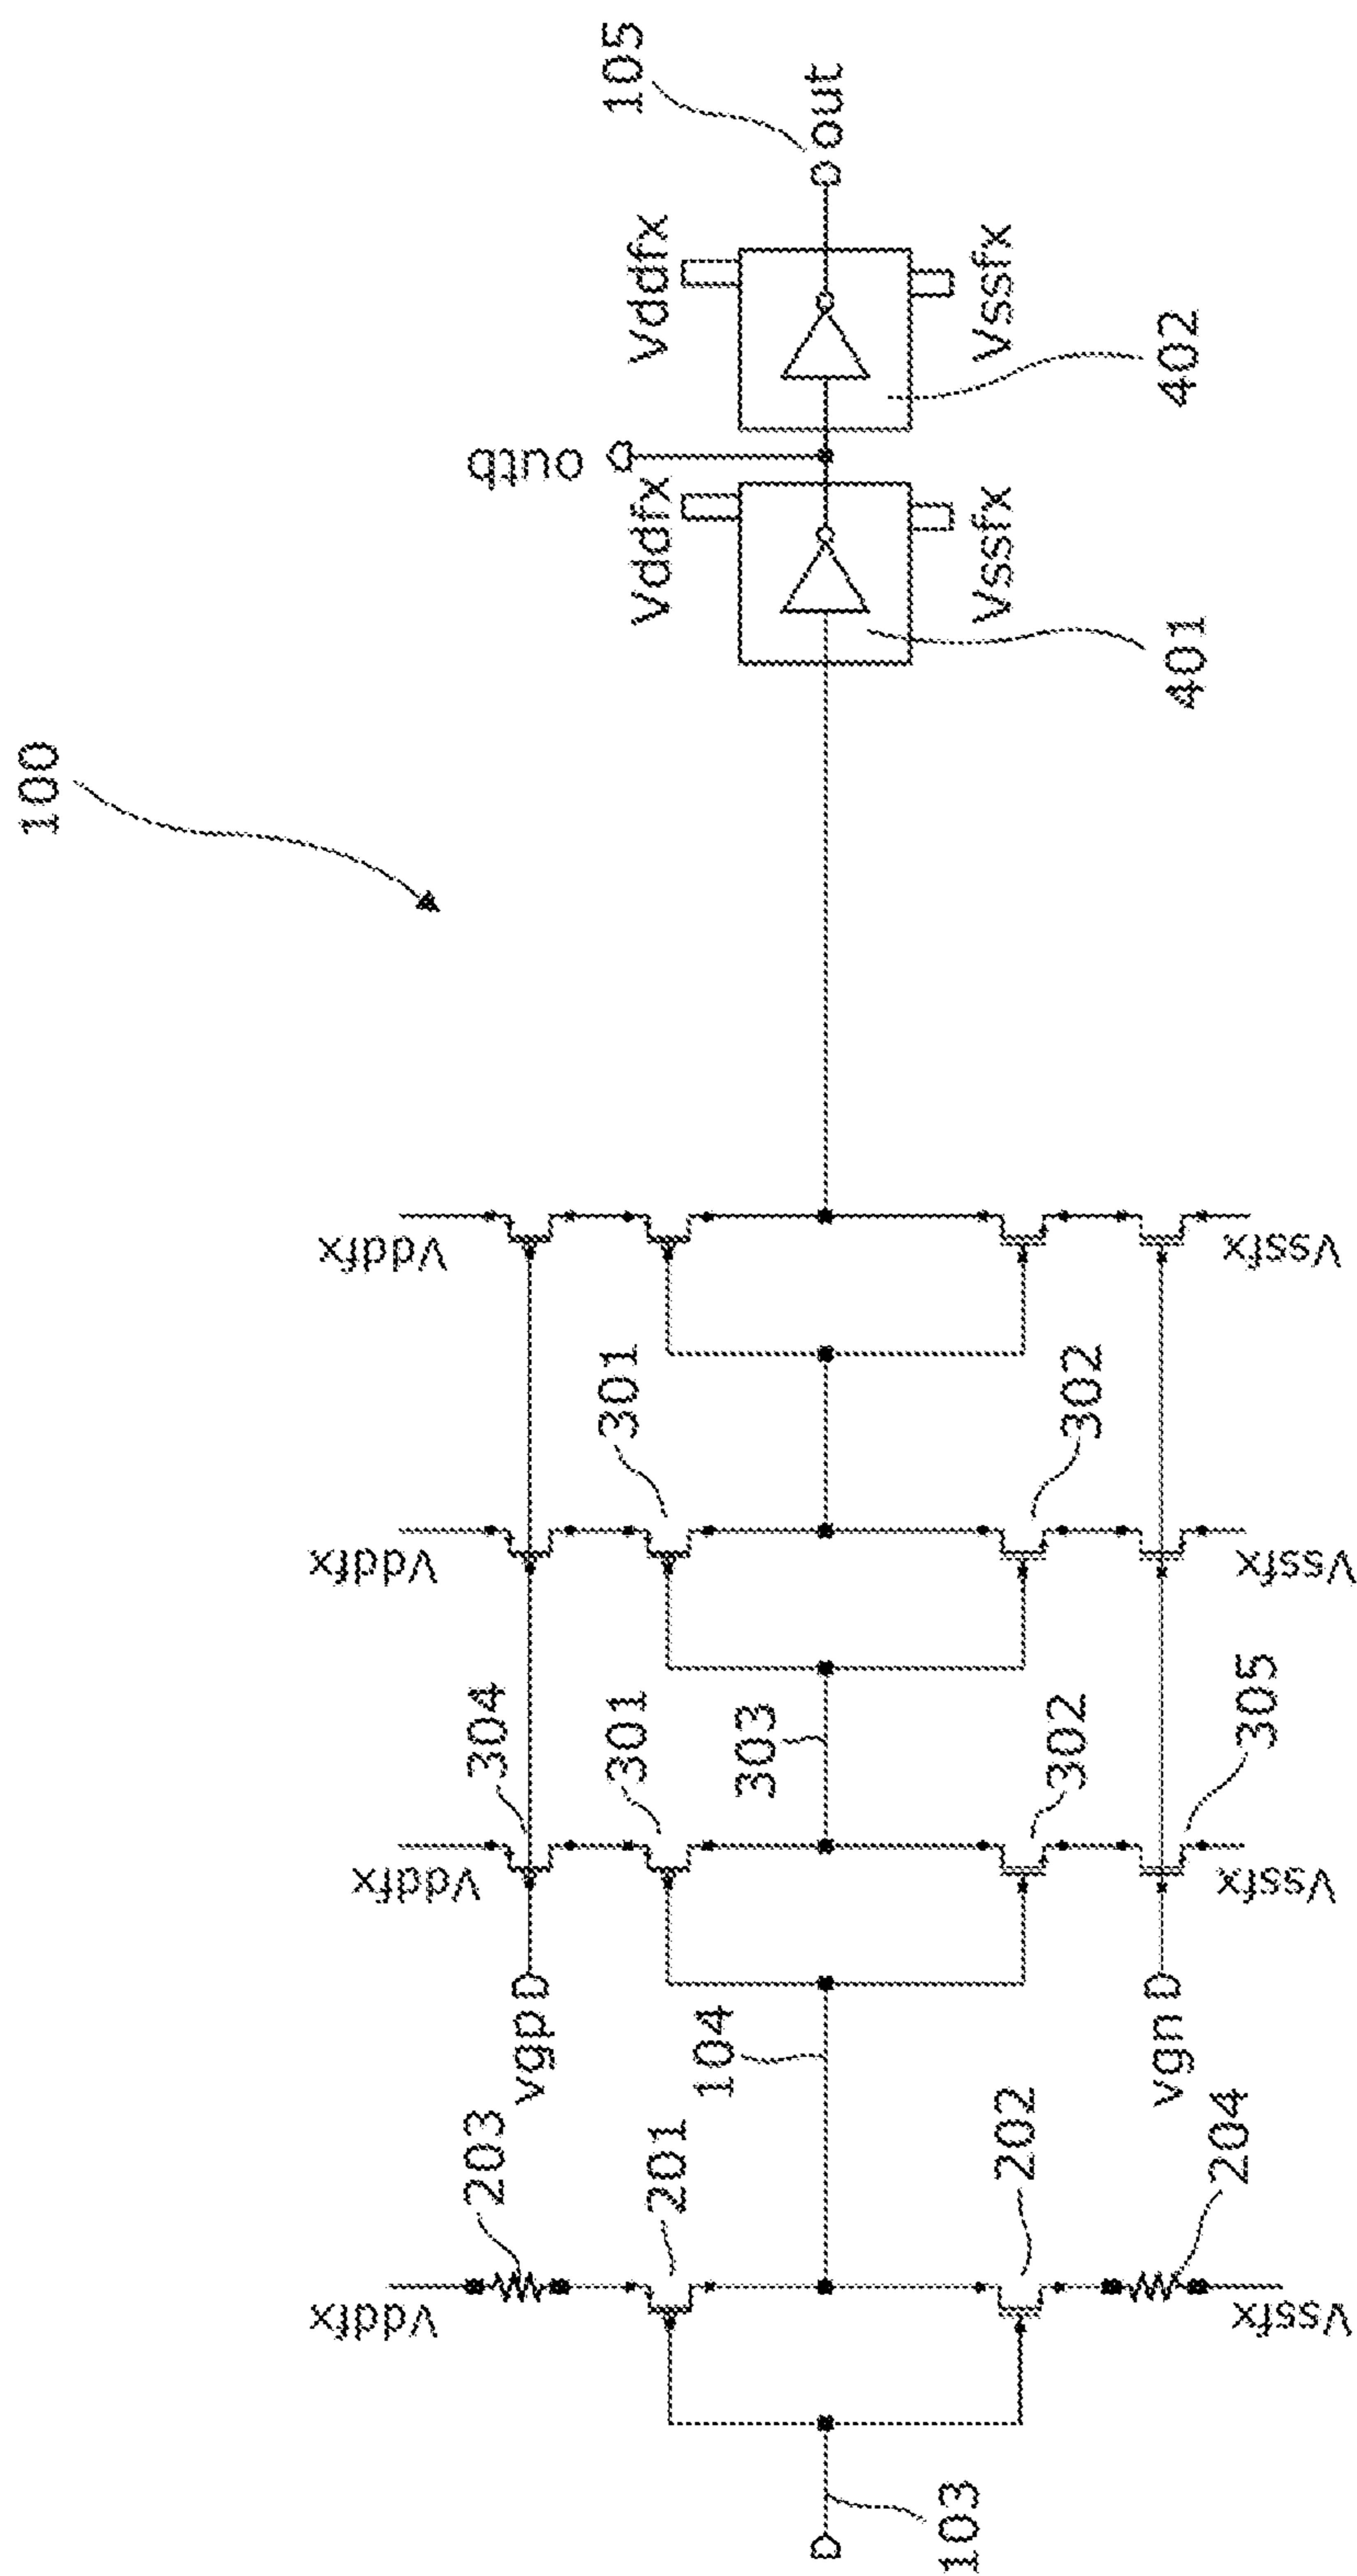 100
105
out
outb
Vddfx
Vddfx
Vssfx
Vssfx
401
402
Vddfx
Vddfx
Vddfx
Vddfx
203
vgp
304
201
301
301
104
303
103
202
302
302
204
vgn
305
Vssfx
Vssfx
Vssfx
Vssfx